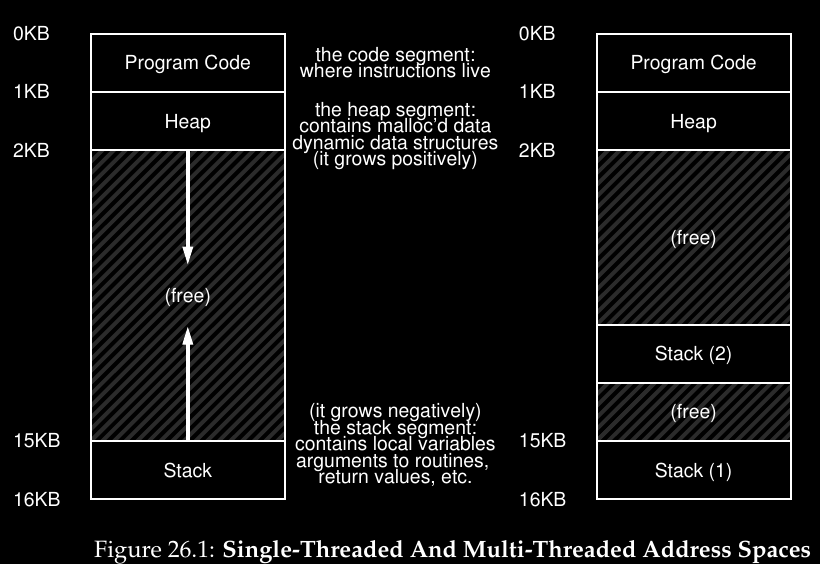 0KB
Program Code
the code segment:
where instructions live
1KB
Heap
the heap segment:
contains malloc'd data
dynamic data structures
(it grows positively)
2KB
(free)
(it grows negatively)
the stack segment:
contains local variables
arguments to routines,
return values, etc.
15KB
Stack
16KB
0KB
Program Code
1KB
Heap
2KB
(free)
Stack (2)
(free)
15KB
Stack (1)
16KB
Figure 26.1: Single-Threaded And Multi-Threaded Address Spaces